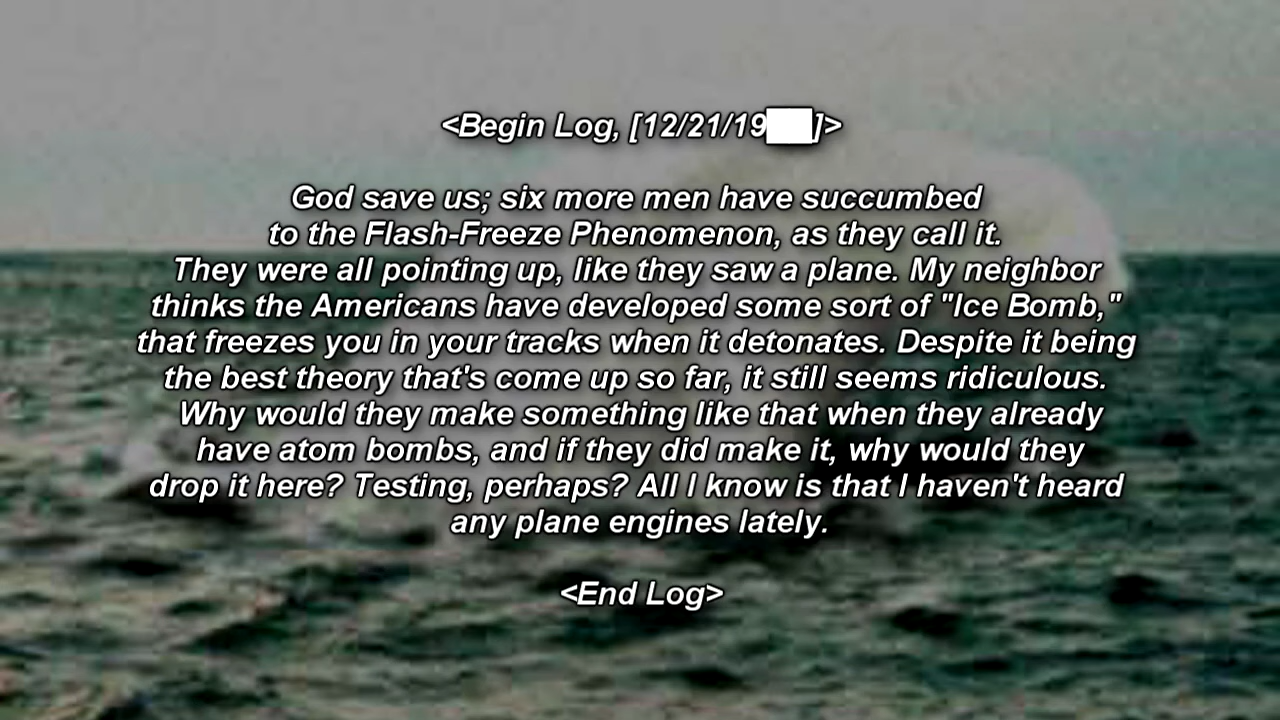 <Begin Log, [12/21/19██]>
God save us; six more men have succumbed
to the Flash-Freeze Phenomenon, as they call it.
They were all pointing up, like they saw a plane. My neighbor
thinks the Americans have developed some sort of "Ice Bomb,"
that freezes you in your tracks when it detonates. Despite it being
the best theory that's come up so far, it still seems ridiculous.
Why would they make something like that when they already
have atom bombs, and if they did make it, why would they
drop it here? Testing, perhaps? All I know is that I haven't heard
any plane engines lately.
<End Log>